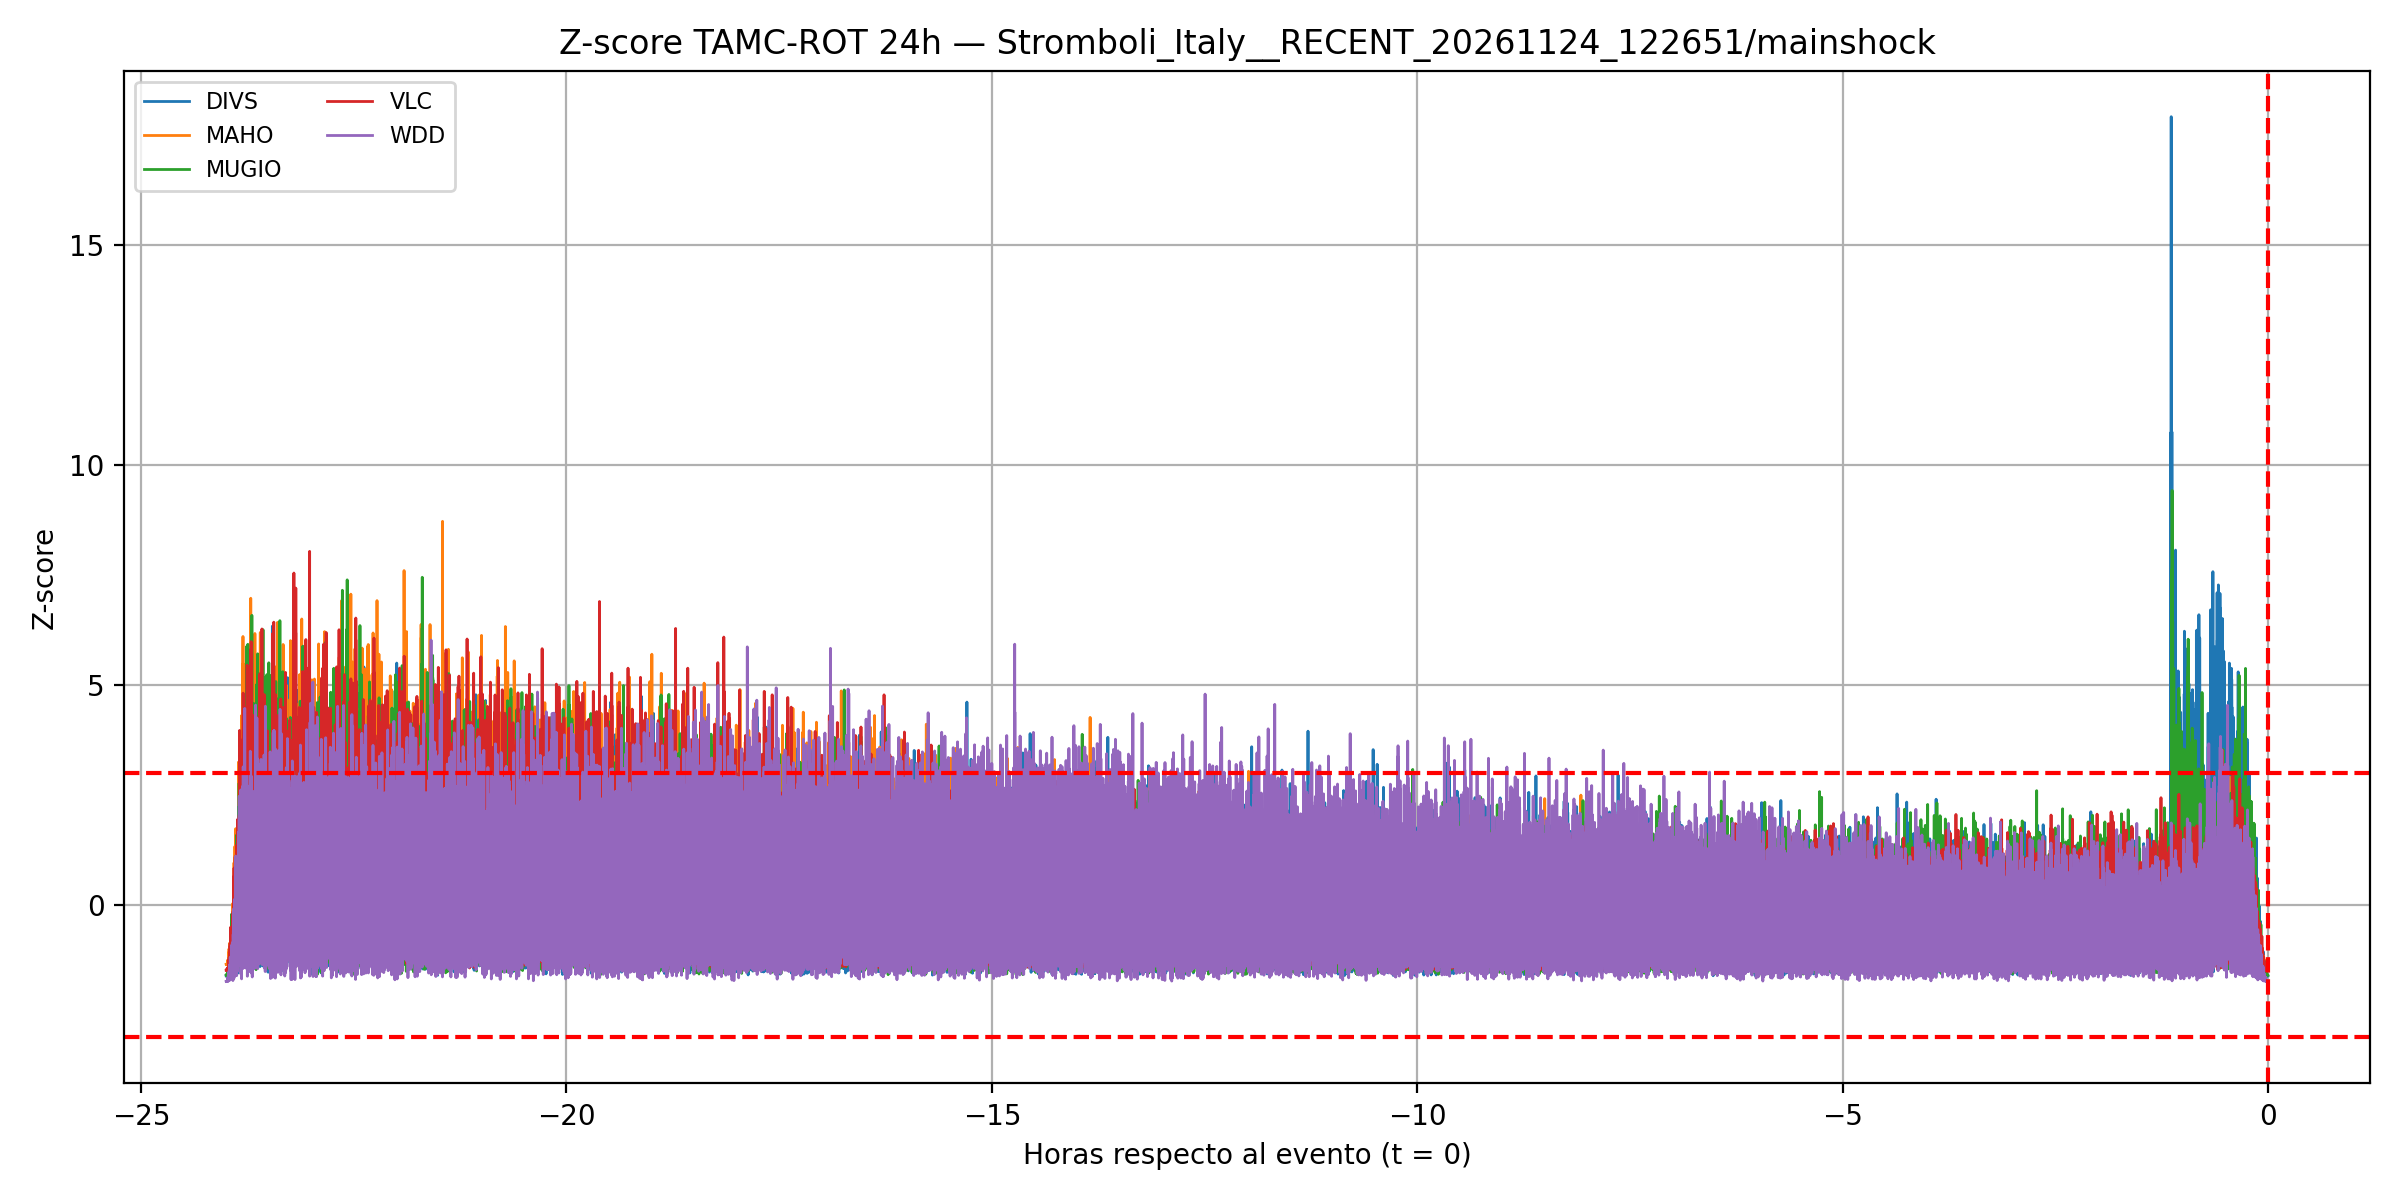 Z-score TAMC-ROT 24h — Stromboli_Italy__RECENT_20261124_122651/mainshock
DIVS
MAHO
MUGIO
VLC
WDD
Z-score
15
10
5
0
−25
−20
−15
−10
−5
0
Horas respecto al evento (t = 0)